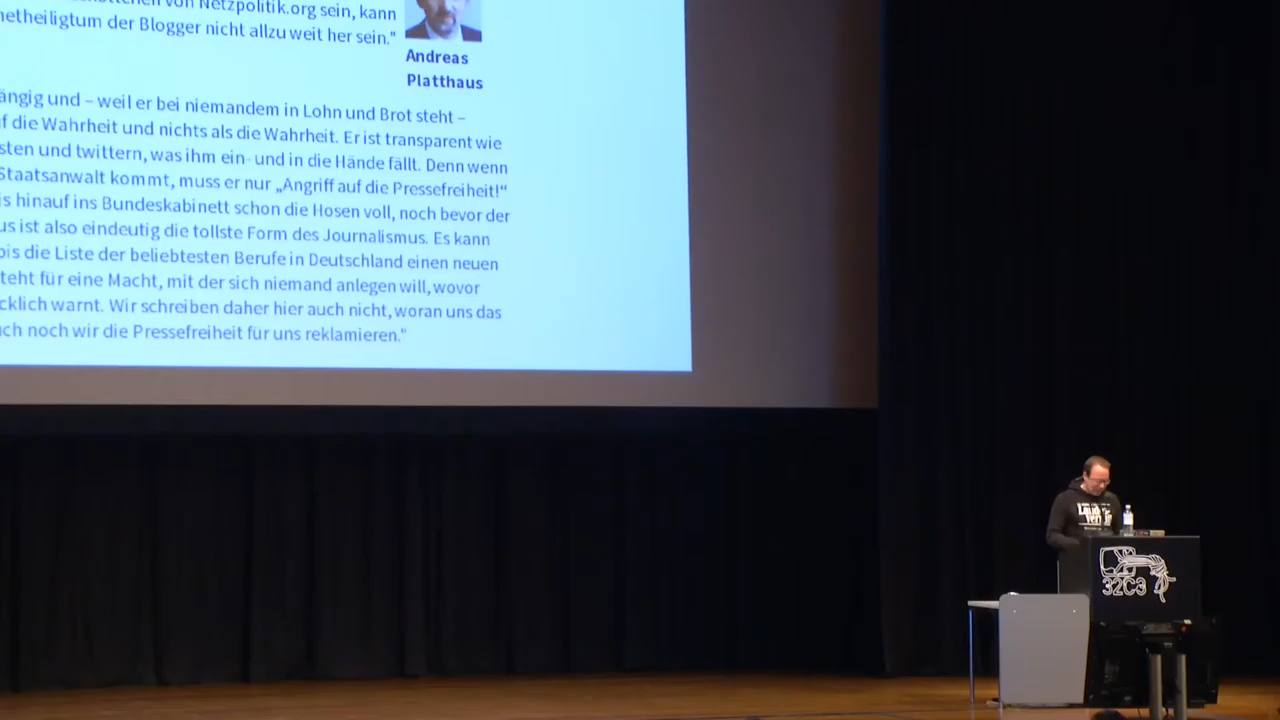 von Netzpolitik.org sein, kann
netheiligtum der Blogger nicht allzu weit her sein."
Andreas
Platthaus
ängig und – weil er bei niemandem in Lohn und Brot steht –
f die Wahrheit und nichts als die Wahrheit. Er ist transparent wie
sten und twittern, was ihm ein- und in die Hände fällt. Denn wenn
Staatsanwalt kommt, muss er nur „Angriff auf die Pressefreiheit!“
is hinauf ins Bundeskabinett schon die Hosen voll, noch bevor der
us ist also eindeutig die tollste Form des Journalismus. Es kann
bis die Liste der beliebtesten Berufe in Deutschland einen neuen
teht für eine Macht, mit der sich niemand anlegen will, wovor
cklich warnt. Wir schreiben daher hier auch nicht, woran uns das
uch noch wir die Pressefreiheit für uns reklamieren."
32C3